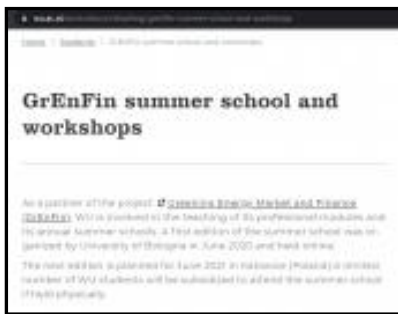 GrEnFin summer school and
workshops
As a partner of the project Greening Energy Market and Finance
(GrEnFin), WU is involved in the teaching of its professional modules and
its annual summer schools. A first edition of the summer school was or-
ganized by University of Bologna in June 2020 and held online.
The next edition is planned for June 2021 in Katowice (Poland) a limited
number of WU students will be subsidized to attend the summer school
if held physically.